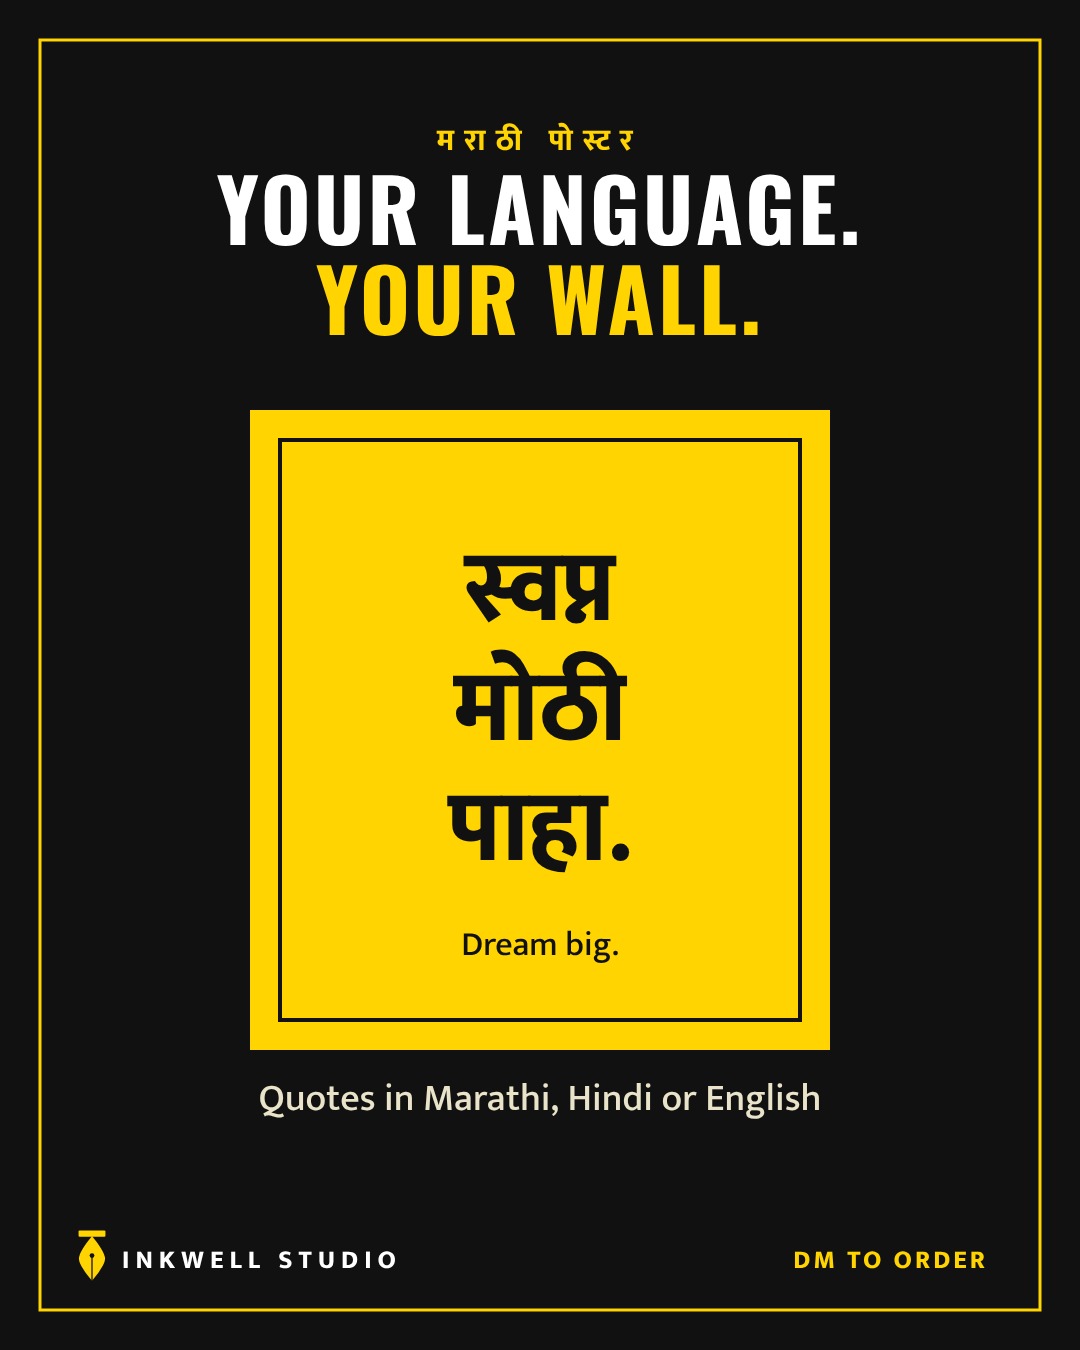 मराठी पोस्टर
YOUR LANGUAGE.
YOUR WALL.
स्वप्न
मोठी
पाहा.
Dream big.
Quotes in Marathi, Hindi or English
INKWELL STUDIO
DM TO ORDER